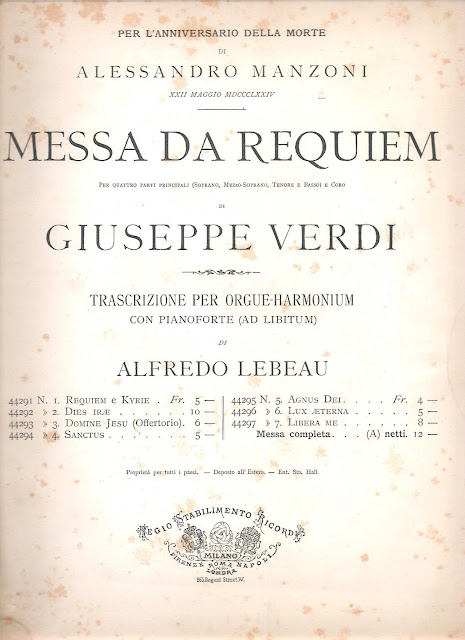 PER L'ANNIVERSARIO DELLA MORTE
DI
ALESSANDRO MANZONI
XXII MAGGIO MDCCCLXXIV
MESSA DA REQUIEM
PER QUATTRO PARTI PRINCIPALI (SOPRANO, MEZZO-SOPRANO, TENORE E BASSO) E CORO
DI
GIUSEPPE VERDI
TRASCRIZIONE PER ORGUE-HARMONIUM
CON PIANOFORTE (AD LIBITUM)
DI
ALFREDO LEBEAU
44291 N. 1. REQUIEM e KYRIE . Fr. 5 —
44292 » 2. DIES IRÆ . . . . . . . 10 —
44293 » 3. DOMINE JESU (Offertorio). 6 —
44294 » 4. SANCTUS . . . . . . . 5 —
44295 N. 5. AGNUS DEI . . . Fr. 4 —
44296 » 6. LUX ÆTERNA . . . . . 5 —
44297 » 7. LIBERA ME . . . . . . 8 —
Messa completa . . . (A) netti. 12 —
Proprietà per tutti i paesi. — Deposto all'Estero. — Ent. Sta. Hall.
REGIO STABILIMENTO RICORDI
MILANO
FIRENZE ROMA NAPOLI
LONDRA
265, Regent Street W.